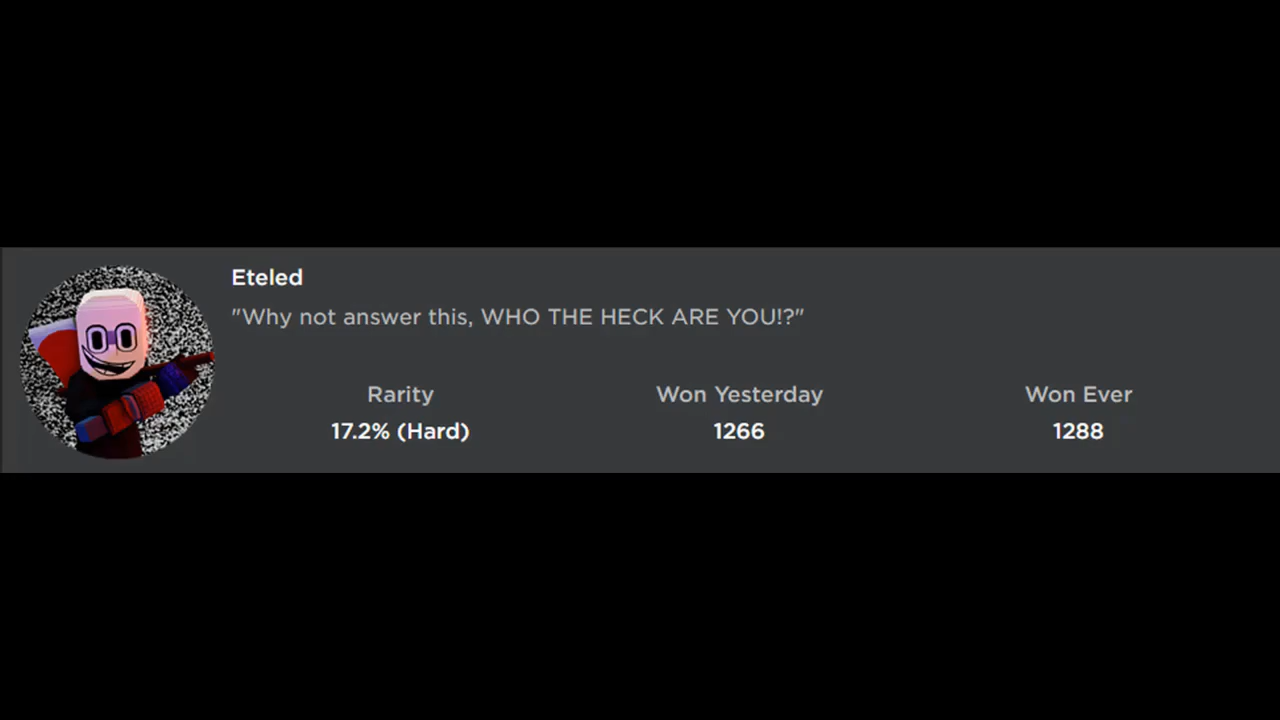 Eteled
"Why not answer this, WHO THE HECK ARE YOU!?"
Rarity Won Yesterday Won Ever
17.2% (Hard) 1266 1288